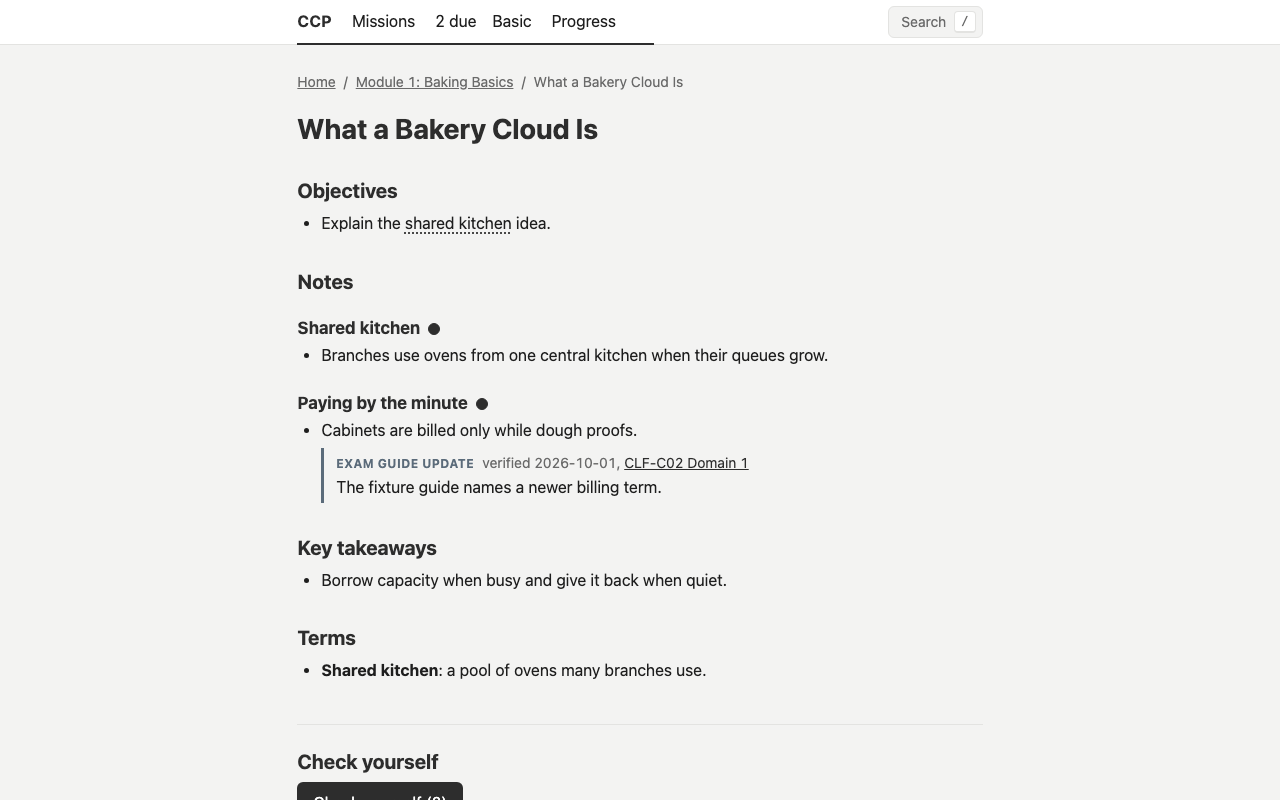 CCP Missions 2 due Basic Progress Search /
Home / Module 1: Baking Basics / What a Bakery Cloud Is
What a Bakery Cloud Is
Objectives
• Explain the shared kitchen idea.
Notes
Shared kitchen
• Branches use ovens from one central kitchen when their queues grow.
Paying by the minute
• Cabinets are billed only while dough proofs.
EXAM GUIDE UPDATE verified 2026-10-01, CLF-C02 Domain 1
The fixture guide names a newer billing term.
Key takeaways
• Borrow capacity when busy and give it back when quiet.
Terms
• Shared kitchen: a pool of ovens many branches use.
Check yourself